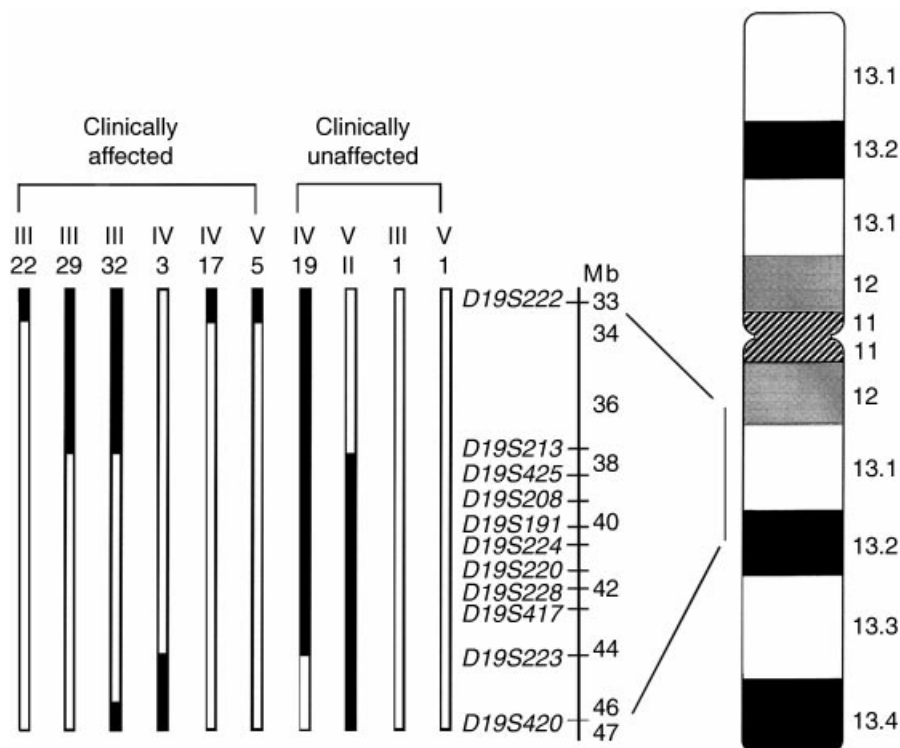 Clinically affected
Clinically unaffected
III III III IV IV V IV V III V
22 29 32 3 17 5 19 II 1 1
Mb
D19S222 33
34
36
D19S213
38
D19S425
D19S208
D19S191 40
D19S224
D19S220
D19S228 42
D19S417
D19S223 44
46
D19S420 47
13.1
13.2
13.1
12
11
11
12
13.1
13.2
13.3
13.4